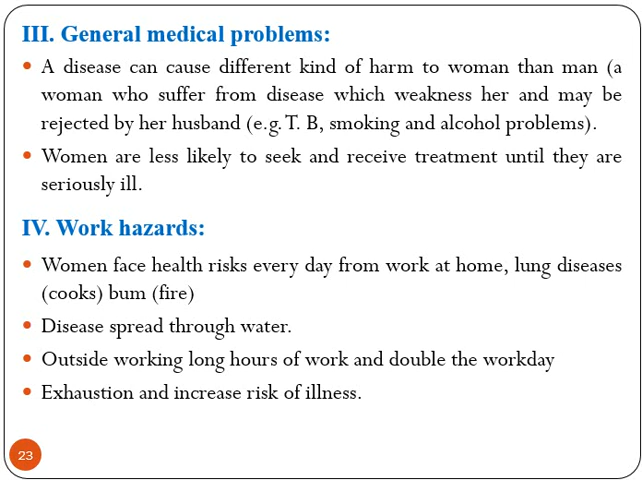 III. General medical problems:
• A disease can cause different kind of harm to woman than man (a
woman who suffer from disease which weakness her and may be
rejected by her husband (e.g. T. B, smoking and alcohol problems).
• Women are less likely to seek and receive treatment until they are
seriously ill.
IV. Work hazards:
• Women face health risks every day from work at home, lung diseases
(cooks) bum (fire)
• Disease spread through water.
• Outside working long hours of work and double the workday
• Exhaustion and increase risk of illness.
23